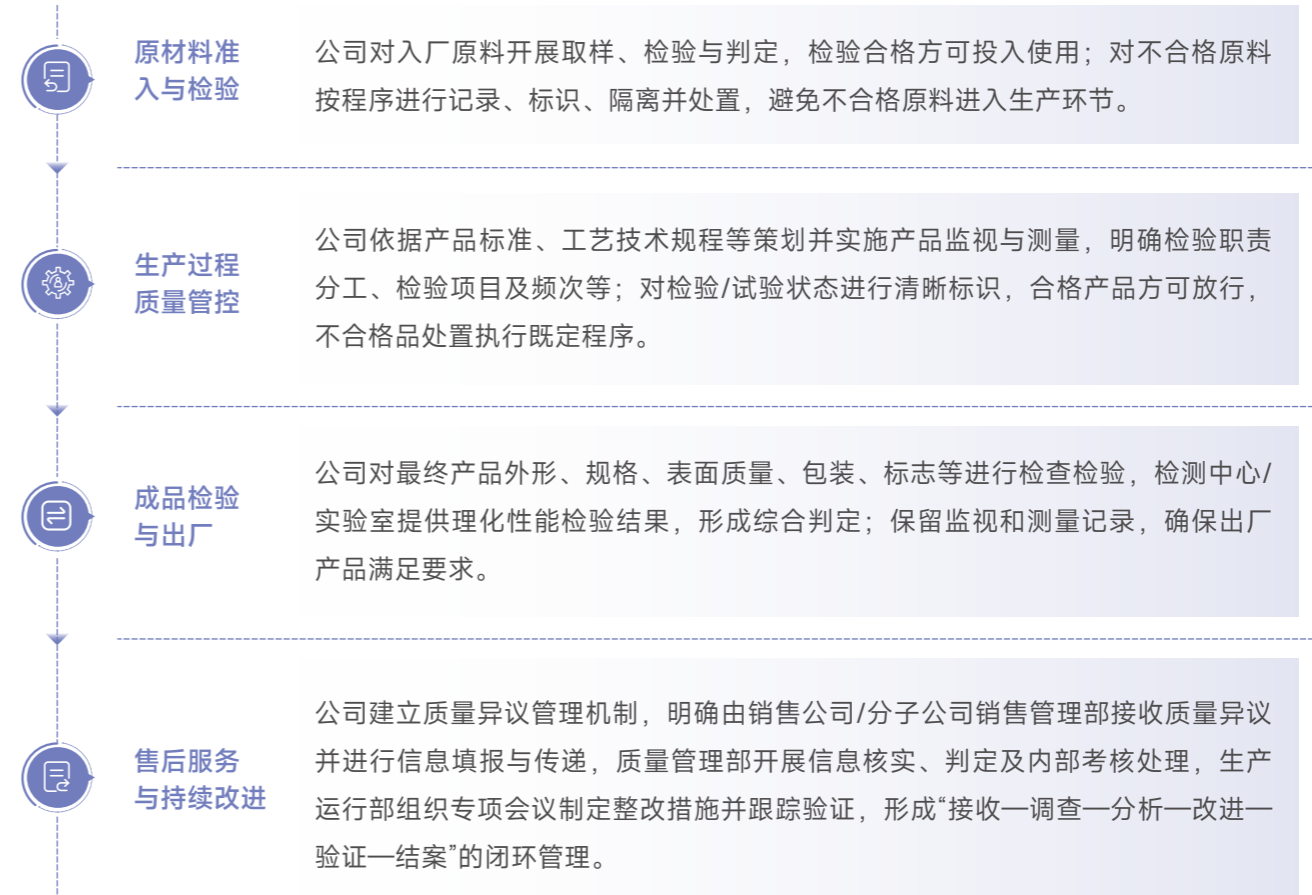 原材料准
入与检验
公司对入厂原料开展取样、检验与判定，检验合格方可投入使用；对不合格原料
按程序进行记录、标识、隔离并处置，避免不合格原料进入生产环节。
生产过程
质量管控
公司依据产品标准、工艺技术规程等策划并实施产品监视与测量，明确检验职责
分工、检验项目及频次等；对检验/试验状态进行清晰标识，合格产品方可放行，
不合格品处置执行既定程序。
成品检验
与出厂
公司对最终产品外形、规格、表面质量、包装、标志等进行检查检验，检测中心/
实验室提供理化性能检验结果，形成综合判定；保留监视和测量记录，确保出厂
产品满足要求。
售后服务
与持续改进
公司建立质量异议管理机制，明确由销售公司/分子公司销售管理部接收质量异议
并进行信息填报与传递，质量管理部开展信息核实、判定及内部考核处理，生产
运行部组织专项会议制定整改措施并跟踪验证，形成“接收—调查—分析—改进—
验证—结案”的闭环管理。